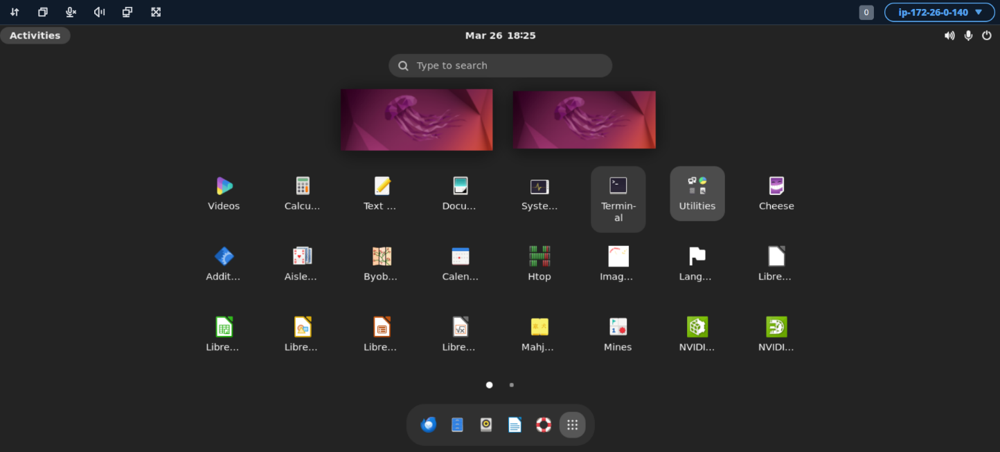 0
ip-172-26-0-140
Activities
Mar 26 18:25
Type to search
Videos
Calcu...
Text ...
Docu...
Syste...
Termin-
al
Utilities
Cheese
Addit...
Aisle...
Byob...
Calen...
Htop
Imag...
Lang...
Libre...
Libre...
Libre...
Libre...
Libre...
Mahj...
Mines
NVIDI...
NVIDI...